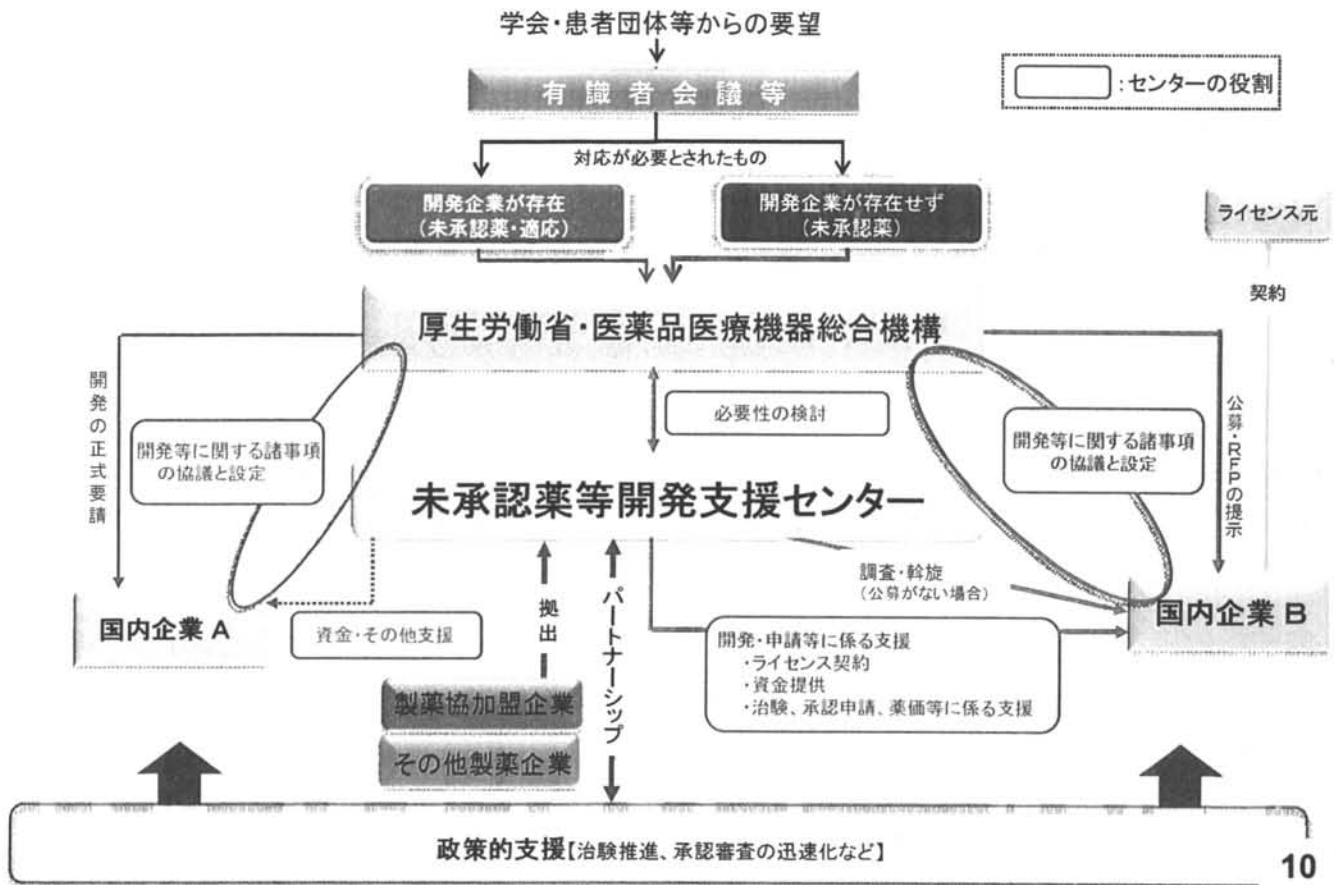 学会・患者団体等からの要望
有識者会議等
:センターの役割
対応が必要とされたもの
開発企業が存在
(未承認薬・適応)
開発企業が存在せず
(未承認薬)
ライセンス元
契約
厚生労働省・医薬品医療機器総合機構
開発の正式要請
開発等に関する諸事項
の協議と設定
必要性の検討
開発等に関する諸事項
の協議と設定
公募・RFPの提示
未承認薬等開発支援センター
調査・斡旋
(公募がない場合)
国内企業 A
資金・その他支援
拠出
パートナーシップ
国内企業 B
開発・申請等に係る支援
・ライセンス契約
・資金提供
・治験、承認申請、薬価等に係る支援
製薬協加盟企業
その他製薬企業
政策的支援【治験推進、承認審査の迅速化など】
10